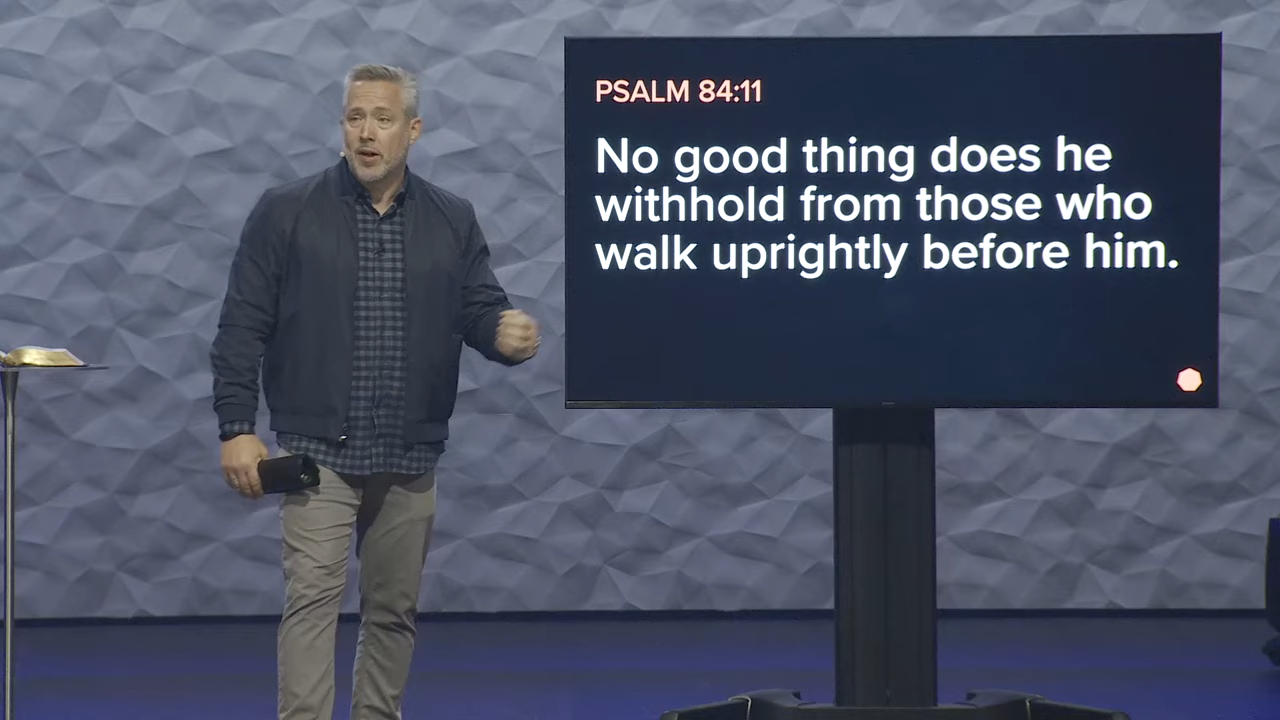 PSALM 84:11
No good thing does he
withhold from those who
walk uprightly before him.